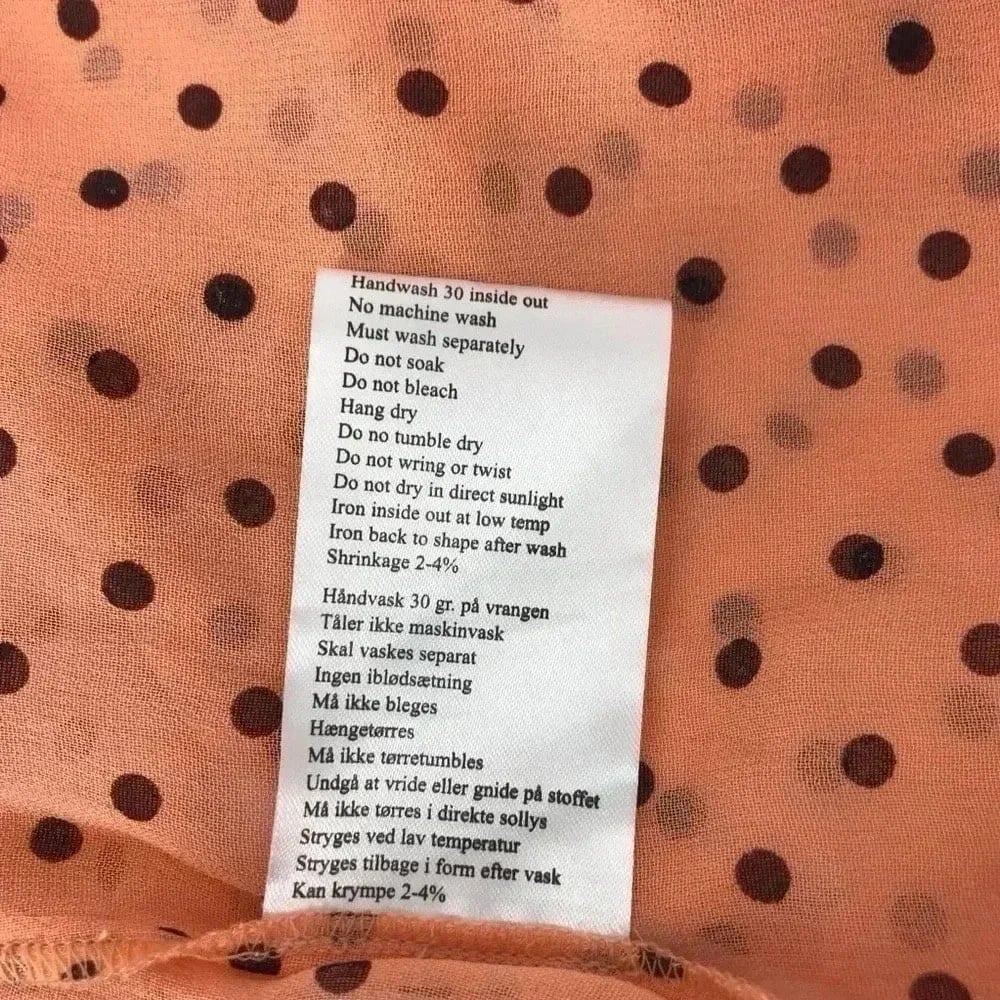 Handwash 30 inside out
No machine wash
Must wash separately
Do not soak
Do not bleach
Hang dry
Do no tumble dry
Do not wring or twist
Do not dry in direct sunlight
Iron inside out at low temp
Iron back to shape after wash
Shrinkage 2-4%
Håndvask 30 gr. på vrangen
Tåler ikke maskinvask
Skal vaskes separat
Ingen iblødsætning
Må ikke bleges
Hængetørres
Må ikke tørretumbles
Undgå at vride eller gnide på stoffet
Må ikke tørres i direkte sollys
Stryges ved lav temperatur
Stryges tilbage i form efter vask
Kan krympe 2-4%